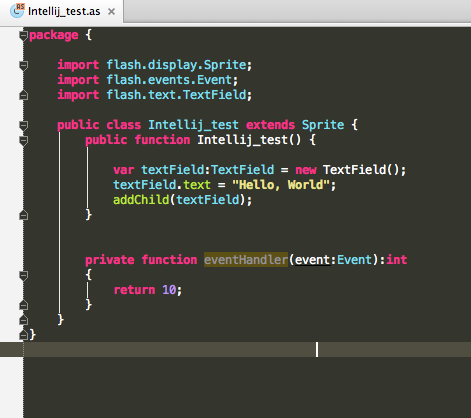 AS Intellij_test.as ×
package {
import flash.display.Sprite;
import flash.events.Event;
import flash.text.TextField;
public class Intellij_test extends Sprite {
public function Intellij_test() {
var textField:TextField = new TextField();
textField.text = "Hello, World";
addChild(textField);
}
private function eventHandler(event:Event):int
{
return 10;
}
}
}